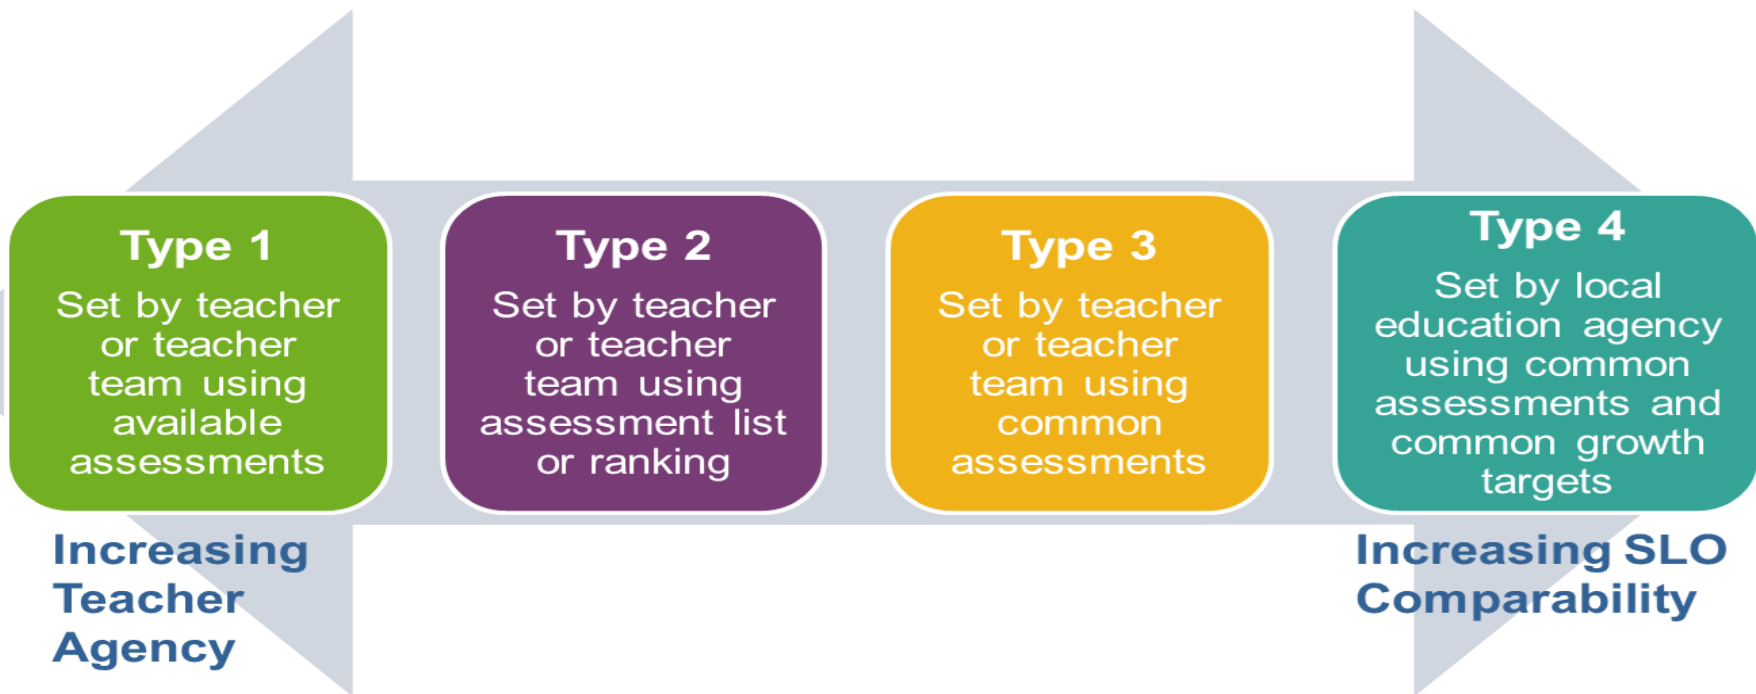 Type 1
Set by teacher
or teacher
team using
available
assessments
Type 2
Set by teacher
or teacher
team using
assessment list
or ranking
Type 3
Set by teacher
or teacher
team using
common
assessments
Type 4
Set by local
education agency
using common
assessments and
common growth
targets
Increasing
Teacher
Agency
Increasing SLO
Comparability